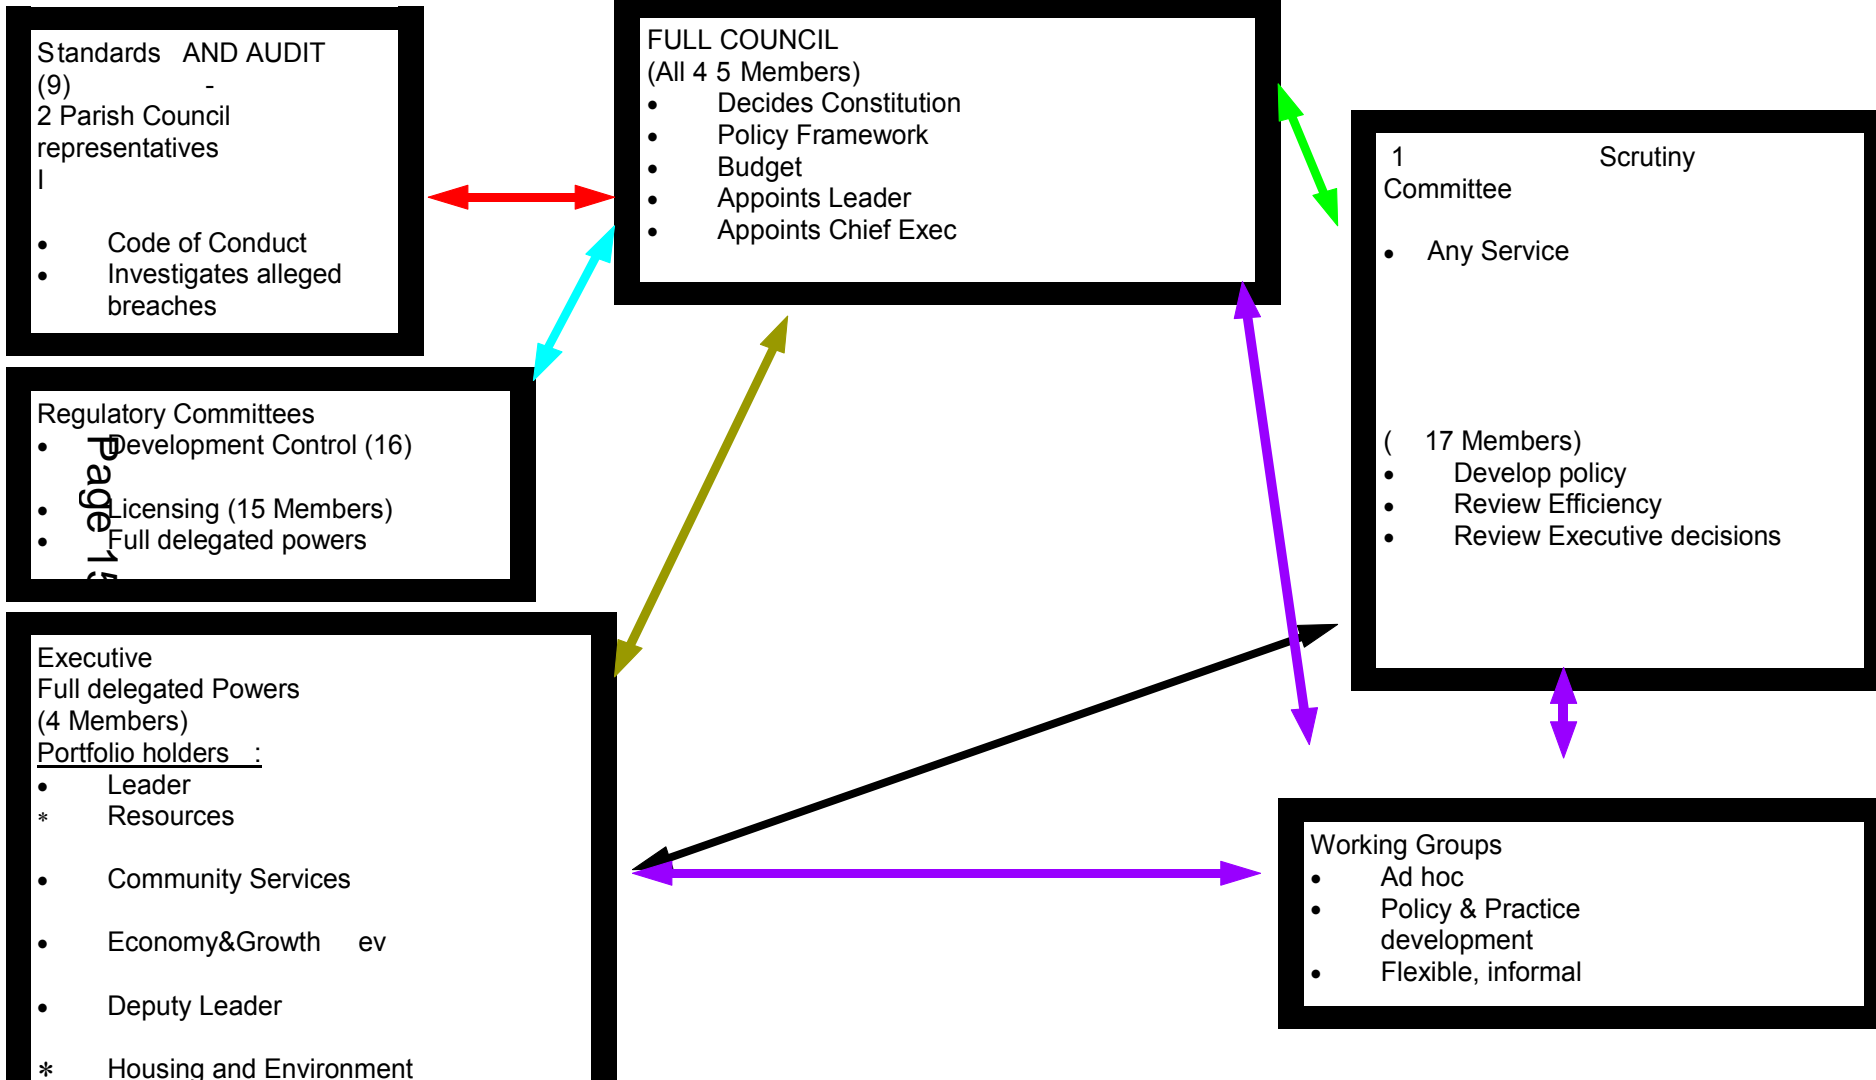 Standards AND AUDIT
(9) -
2 Parish Council
representatives
l
• Code of Conduct
• Investigates alleged
breaches
FULL COUNCIL
(All 4 5 Members)
• Decides Constitution
• Policy Framework
• Budget
• Appoints Leader
• Appoints Chief Exec
1 Scrutiny
Committee
• Any Service
( 17 Members)
• Develop policy
• Review Efficiency
• Review Executive decisions
Regulatory Committees
• Development Control (16)
• Licensing (15 Members)
• Full delegated powers
Page 15
Executive
Full delegated Powers
(4 Members)
Portfolio holders :
• Leader
* Resources
• Community Services
• Economy&Growth ev
• Deputy Leader
* Housing and Environment
Working Groups
• Ad hoc
• Policy & Practice
development
• Flexible, informal